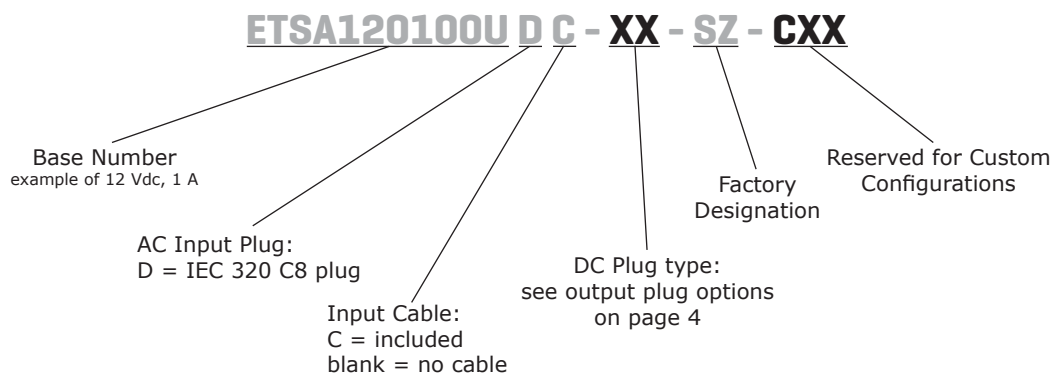 ETSA120100U D C - XX - SZ - CXX
Base Number
example of 12 Vdc, 1 A
AC Input Plug:
D = IEC 320 C8 plug
Input Cable:
C = included
blank = no cable
DC Plug type:
see output plug options
on page 4
Factory
Designation
Reserved for Custom
Configurations